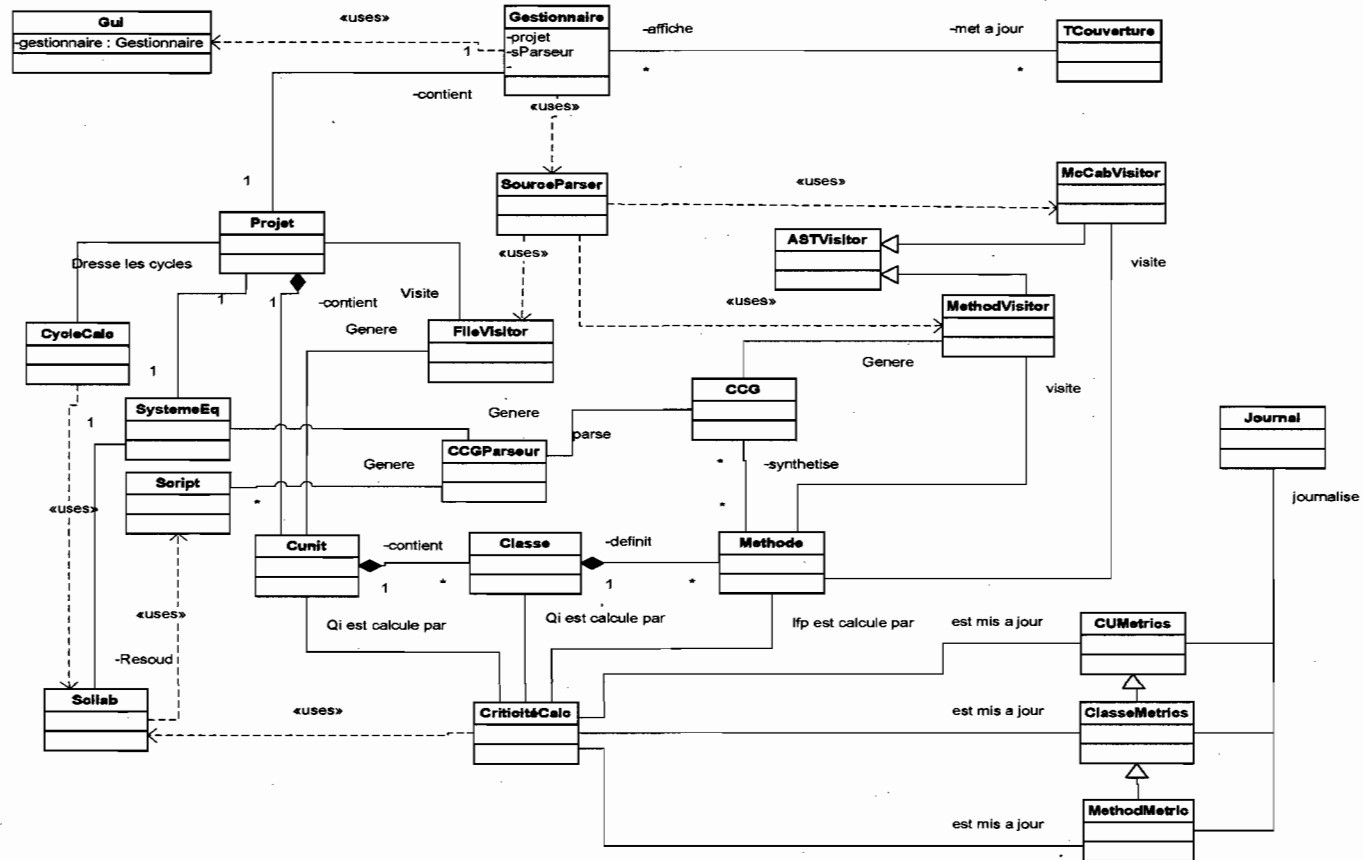 Gui
-gestionnaire : Gestionnaire
«uses»
1
Gestionnaire
-projet
-sParseur
-
-affiche
*
-met a jour
*
TCouverture
-contient
1
«uses»
SourceParser
«uses»
McCabVisitor
ASTVisitor
visite
«uses»
«uses»
MethodVisitor
Projet
Dresse les cycles
1
1
-contient
Visite
Genere
FileVisitor
CycleCalc
1
Genere
visite
CCG
SystemeEq
1
Genere
parse
CCGParseur
Genere
Script
*
*
-synthetise
*
Journal
journalise
«uses»
Cunit
-contient
1
*
Classe
-definit
1
*
Methode
«uses»
Qi est calcule par
Qi est calcule par
Ifp est calcule par
est mis a jour
CUMetrics
-Resoud
Scilab
«uses»
CriticitéCalc
est mis a jour
ClasseMetrics
est mis a jour
MethodMetric